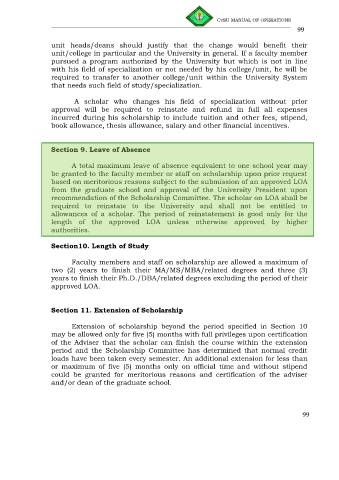 CvSU MANUAL OF OPERATIONS
99
unit heads/deans should justify that the change would benefit their
unit/college in particular and the University in general. If a faculty member
pursued a program authorized by the University but which is not in line
with his field of specialization or not needed by his college/unit, he will be
required to transfer to another college/unit within the University System
that needs such field of study/specialization.
A scholar who changes his field of specialization without prior
approval will be required to reinstate and refund in full all expenses
incurred during his scholarship to include tuition and other fees, stipend,
book allowance, thesis allowance, salary and other financial incentives.
Section 9. Leave of Absence
A total maximum leave of absence equivalent to one school year may
be granted to the faculty member or staff on scholarship upon prior request
based on meritorious reasons subject to the submission of an approved LOA
from the graduate school and approval of the University President upon
recommendation of the Scholarship Committee. The scholar on LOA shall be
required to reinstate to the University and shall not be entitled to
allowances of a scholar. The period of reinstatement is good only for the
length of the approved LOA unless otherwise approved by higher
authorities.
Section10. Length of Study
Faculty members and staff on scholarship are allowed a maximum of
two (2) years to finish their MA/MS/MBA/related degrees and three (3)
years to finish their Ph.D./DBA/related degrees excluding the period of their
approved LOA.
Section 11. Extension of Scholarship
Extension of scholarship beyond the period specified in Section 10
may be allowed only for five (5) months with full privileges upon certification
of the Adviser that the scholar can finish the course within the extension
period and the Scholarship Committee has determined that normal credit
loads have been taken every semester. An additional extension for less than
or maximum of five (5) months only on official time and without stipend
could be granted for meritorious reasons and certification of the adviser
and/or dean of the graduate school.
99